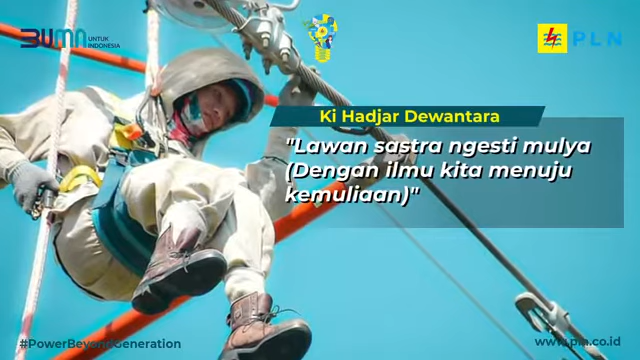 BUMN UNTUK
INDONESIA
PLN
Ki Hadjar Dewantara
"Lawan sastra ngesti mulya
(Dengan ilmu kita menuju
kemuliaan)"
#PowerBeyondGeneration
www.pln.co.id